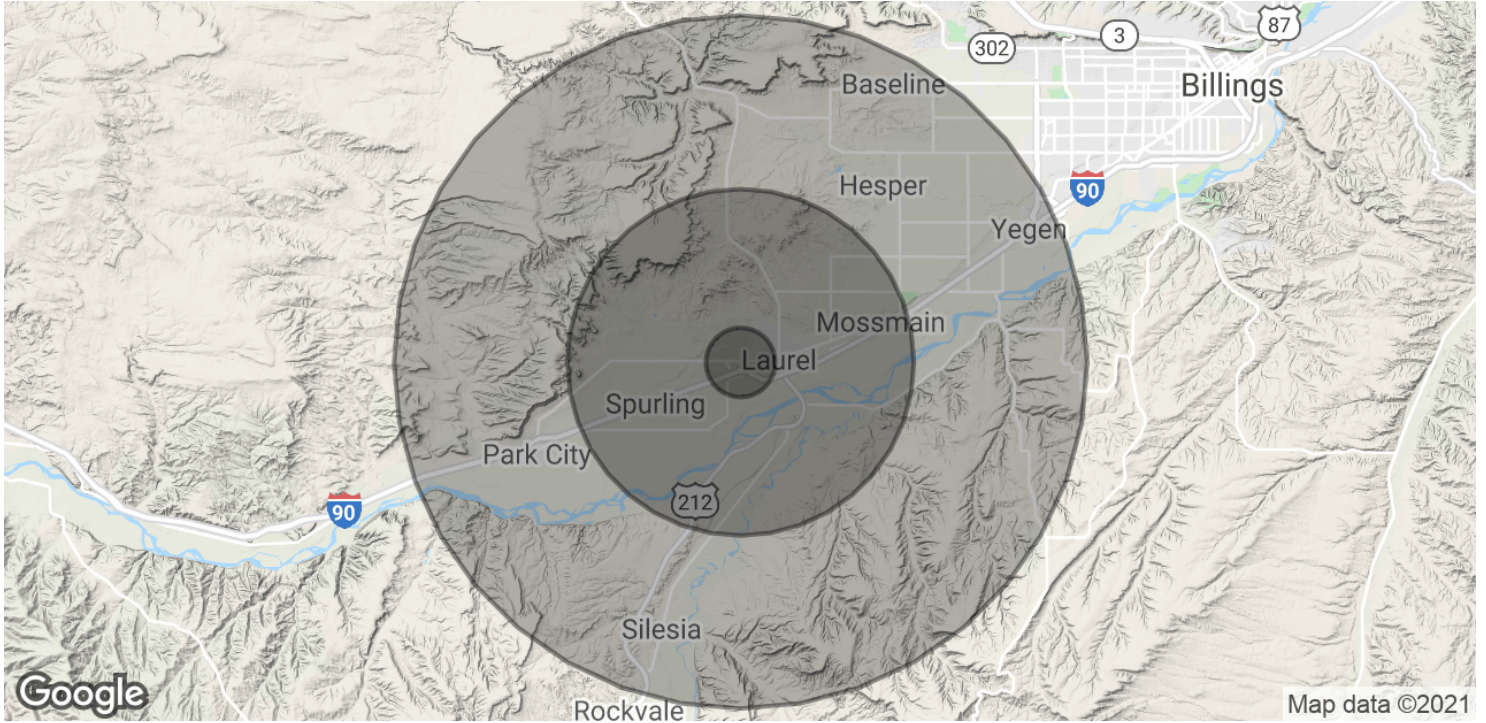 87
3
302
Baseline
Billings
Hesper
90
Yegen
Mossmain
Laurel
Spurling
Park City
212
90
Silesia
Google
Map data ©2021
Rockvale